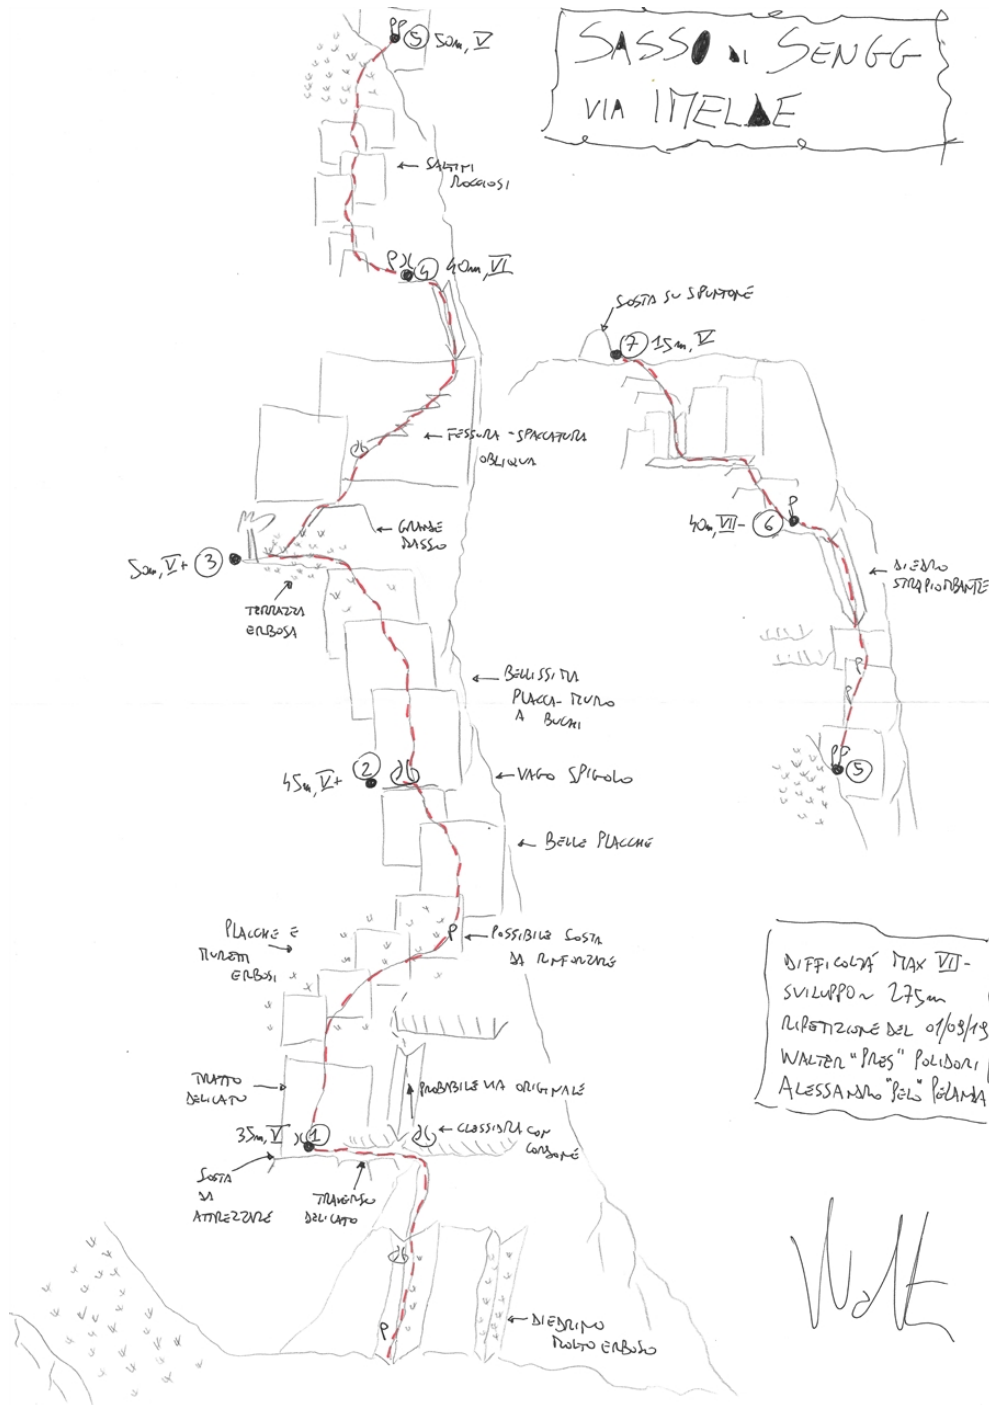 SASSO DI SENGG
VIA IMELDE
PP 5 50m, V
← SALTINI
ROCCIOSI
P 4 40m, VI
← FESSURA-SPACCATURA
OBLIQUA
← GRANDE
SASSO
50m, V+ 3
TERRAZZA
ERBOSA
← BELLISSIMA
PLACCA-MURO
A BUCHI
45m, V+ 2
← VAGO SPIGOLO
← BELLE PLACCHE
PLACCHE E
MURETTI
ERBOSI
P ← POSSIBILE SOSTA
DA RINFORZARE
TRATTO
DELICATO
PROBABILE VIA ORIGINALE
35m, V 1
← CLESSIDRA CON
CORDONE
SOSTA
DA
ATTREZZARE
TRAVERSO
DELICATO
P
← DIEDRINO
MOLTO ERBOSO
SOSTA SU SPUNTONE
7 15m, V
40m, VII- 6 P
← DIEDRO
STRAPIOMBANTE
P
P
PP
5
DIFFICOLTÁ MAX VII-
SVILUPPO ~ 275m
RIPETIZIONE DEL 01/09/19
WALTER "PRES" POLIDORI
ALESSANDRO "PELO"